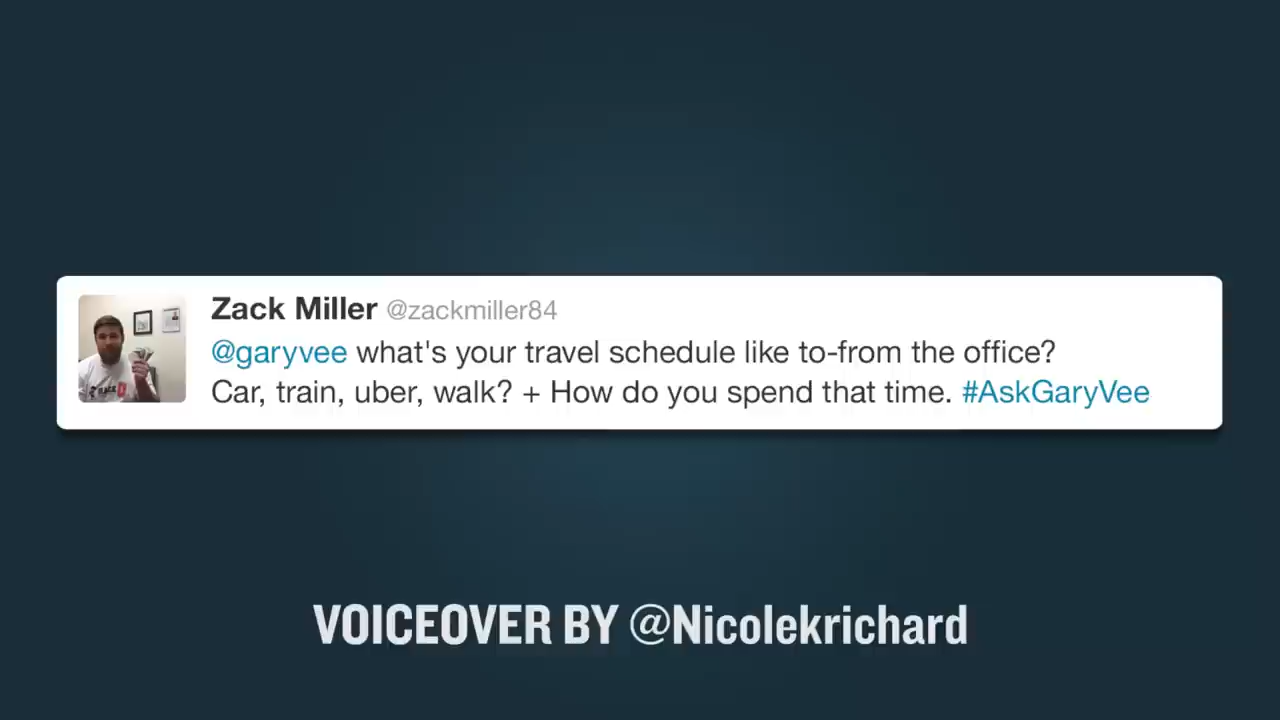 Zack Miller @zackmiller84
@garyvee what's your travel schedule like to-from the office?
Car, train, uber, walk? + How do you spend that time. #AskGaryVee
VOICEOVER BY @Nicolekrichard